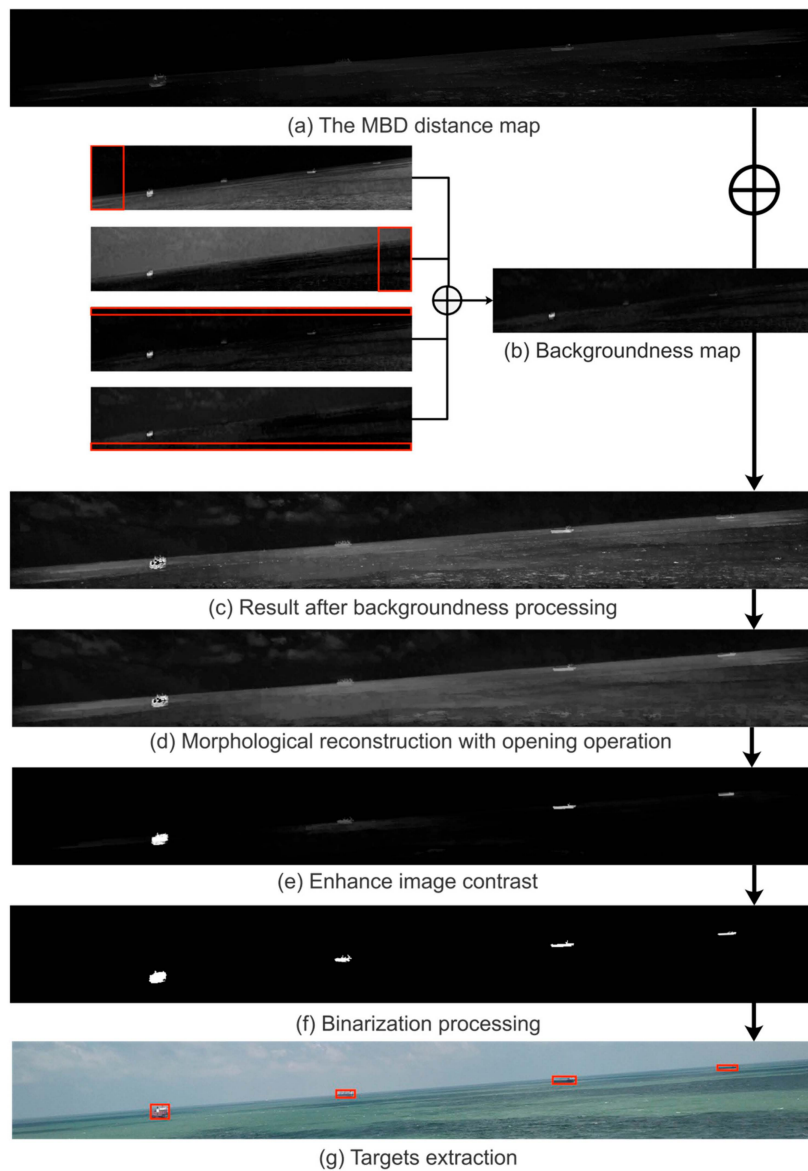 (a) The MBD distance map
(b) Backgroundness map
(c) Result after backgroundness processing
(d) Morphological reconstruction with opening operation
(e) Enhance image contrast
(f) Binarization processing
(g) Targets extraction